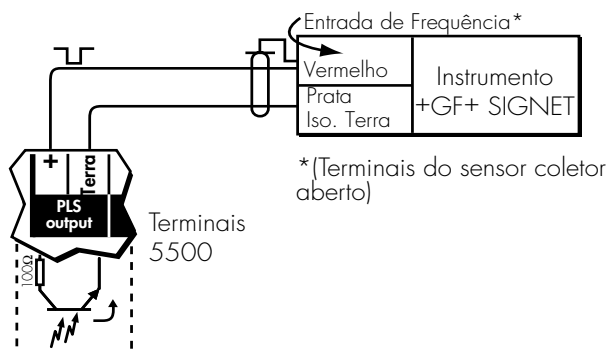 Entrada de Frequência*
Vermelho
Prata
Iso. Terra
Instrumento
+GF+ SIGNET
*(Terminais do sensor coletor
aberto)
+
Terra
PLS
output
Terminais
5500
100Ω